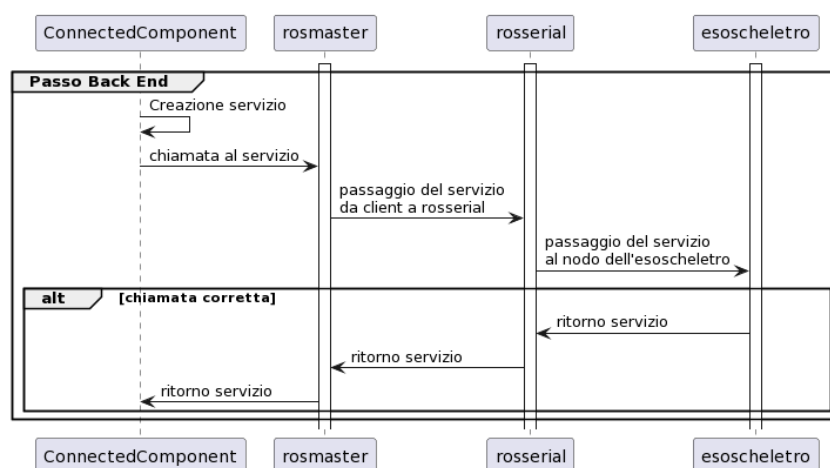 ConnectedComponent rosmaster rosserial esoscheletro
Passo Back End
Creazione servizio
chiamata al servizio
passaggio del servizio
da client a rosserial
passaggio del servizio
al nodo dell'esoscheletro
alt [chiamata corretta]
ritorno servizio
ritorno servizio
ritorno servizio
ConnectedComponent rosmaster rosserial esoscheletro